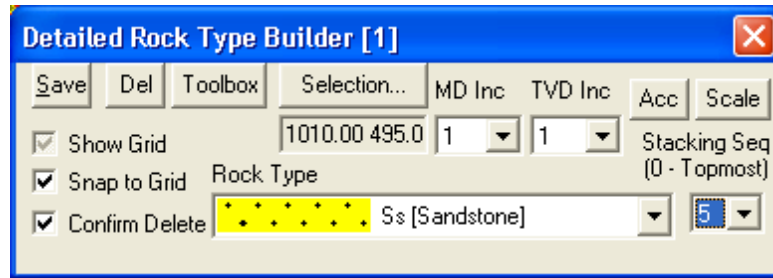 Detailed Rock Type Builder [1]
Save Del Toolbox Selection... MD Inc TVD Inc Acc Scale
1010.00 495.0 1 1
Show Grid
Stacking Seq
(0 - Topmost)
Snap to Grid Rock Type
Confirm Delete Ss [Sandstone] 5